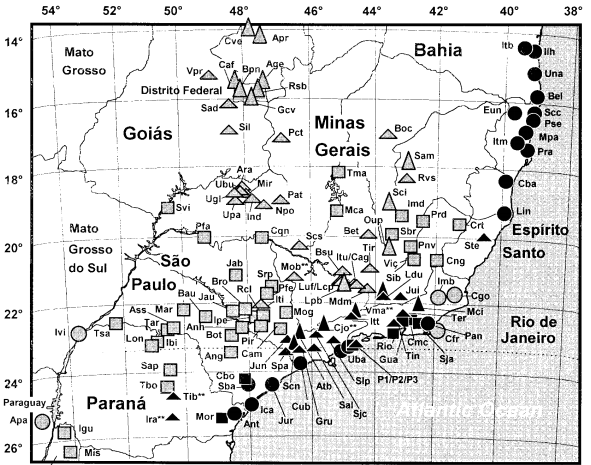 54° 52° 50° 48° 46° 44° 42° 40° 38°
14°
16°
18°
20°
22°
24°
26°
Mato
Grosso
Cve
Apr
Bahia
Itb
Ilh
Vpr
Caf
Bpn
Age
Una
Distrito Federal
Rsb
Bel
Sad
Gcv
Eun
Scc
Goiás
Sil
Pct
Minas
Gerais
Boc
Pse
Mpa
Itm
Pra
Sam
Ara
Tma
Rvs
Ubu
Mir
Cba
Ugl
Pat
Sci
Svi
Upa
Ind
Npo
Mca
Imd
Prd
Lin
Mato
Grosso
do Sul
Pfa
Cqn
Scs
Oup
Bet
Sbr
Crt
Espírito
Santo
Ste
São
Paulo
Bsu
Itu/Cag
Tir
Viç
Pnv
Jab
Srp
Mob**
Sib
Ldu
Cng
Bro
Pfe
Luf/Lcp
Jui
Imb
Cgo
Bau
Jau
Rcl
Iti
Lpb
Mdm
Vma**
Ter
Mci
Ass
Mar
Mog
Itt
Rio de
Janeiro
Tar
Ipe
Cjo**
Cmc
Pan
Ivi
Tsa
Anh
Lon
Ibi
Bot
Pir
Rio
Cfr
Ang
Cam
Gua
Tin
Sja
Sap
Jun
Spa
Uba
Cbo
Slp
P1/P2/P3
Tbo
Sba
Scn
Atb
Paraguay
Tib**
Sjc
Paraná
Ica
Cub
Sal
Apa
Ira**
Mor
Gru
Atlantic Ocean
Igu
Ant
Jur
Mis